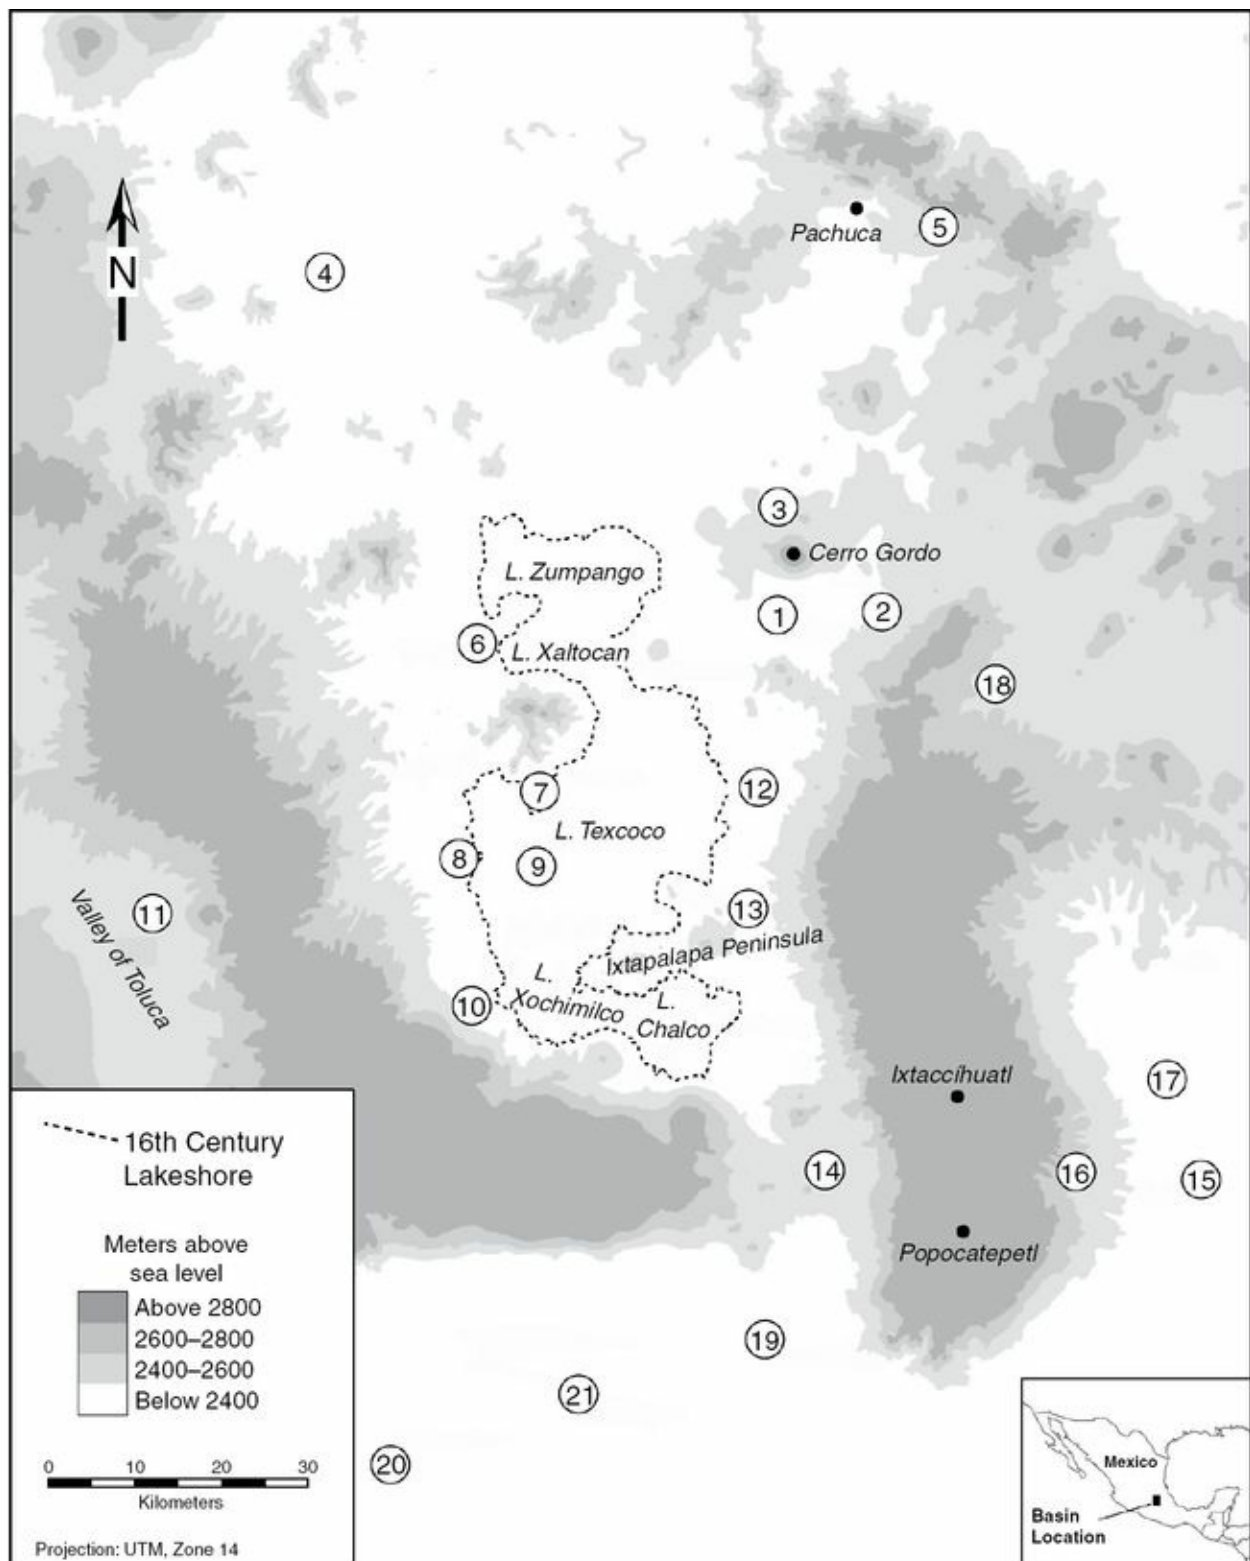 Pachuca
5
N
4
3
Cerro Gordo
L. Zumpango
1
2
6
L. Xaltocan
18
7
12
L. Texcoco
8
9
11
Valley of Toluca
13
Ixtapalapa Peninsula
10
L.
Xochimilco
L.
Chalco
Ixtaccíhuatl
17
14
16
15
Popocatepetl
19
21
20
16th Century
Lakeshore
Meters above
sea level
Above 2800
2600–2800
2400–2600
Below 2400
0 10 20 30
Kilometers
Projection: UTM, Zone 14
Mexico
Basin
Location